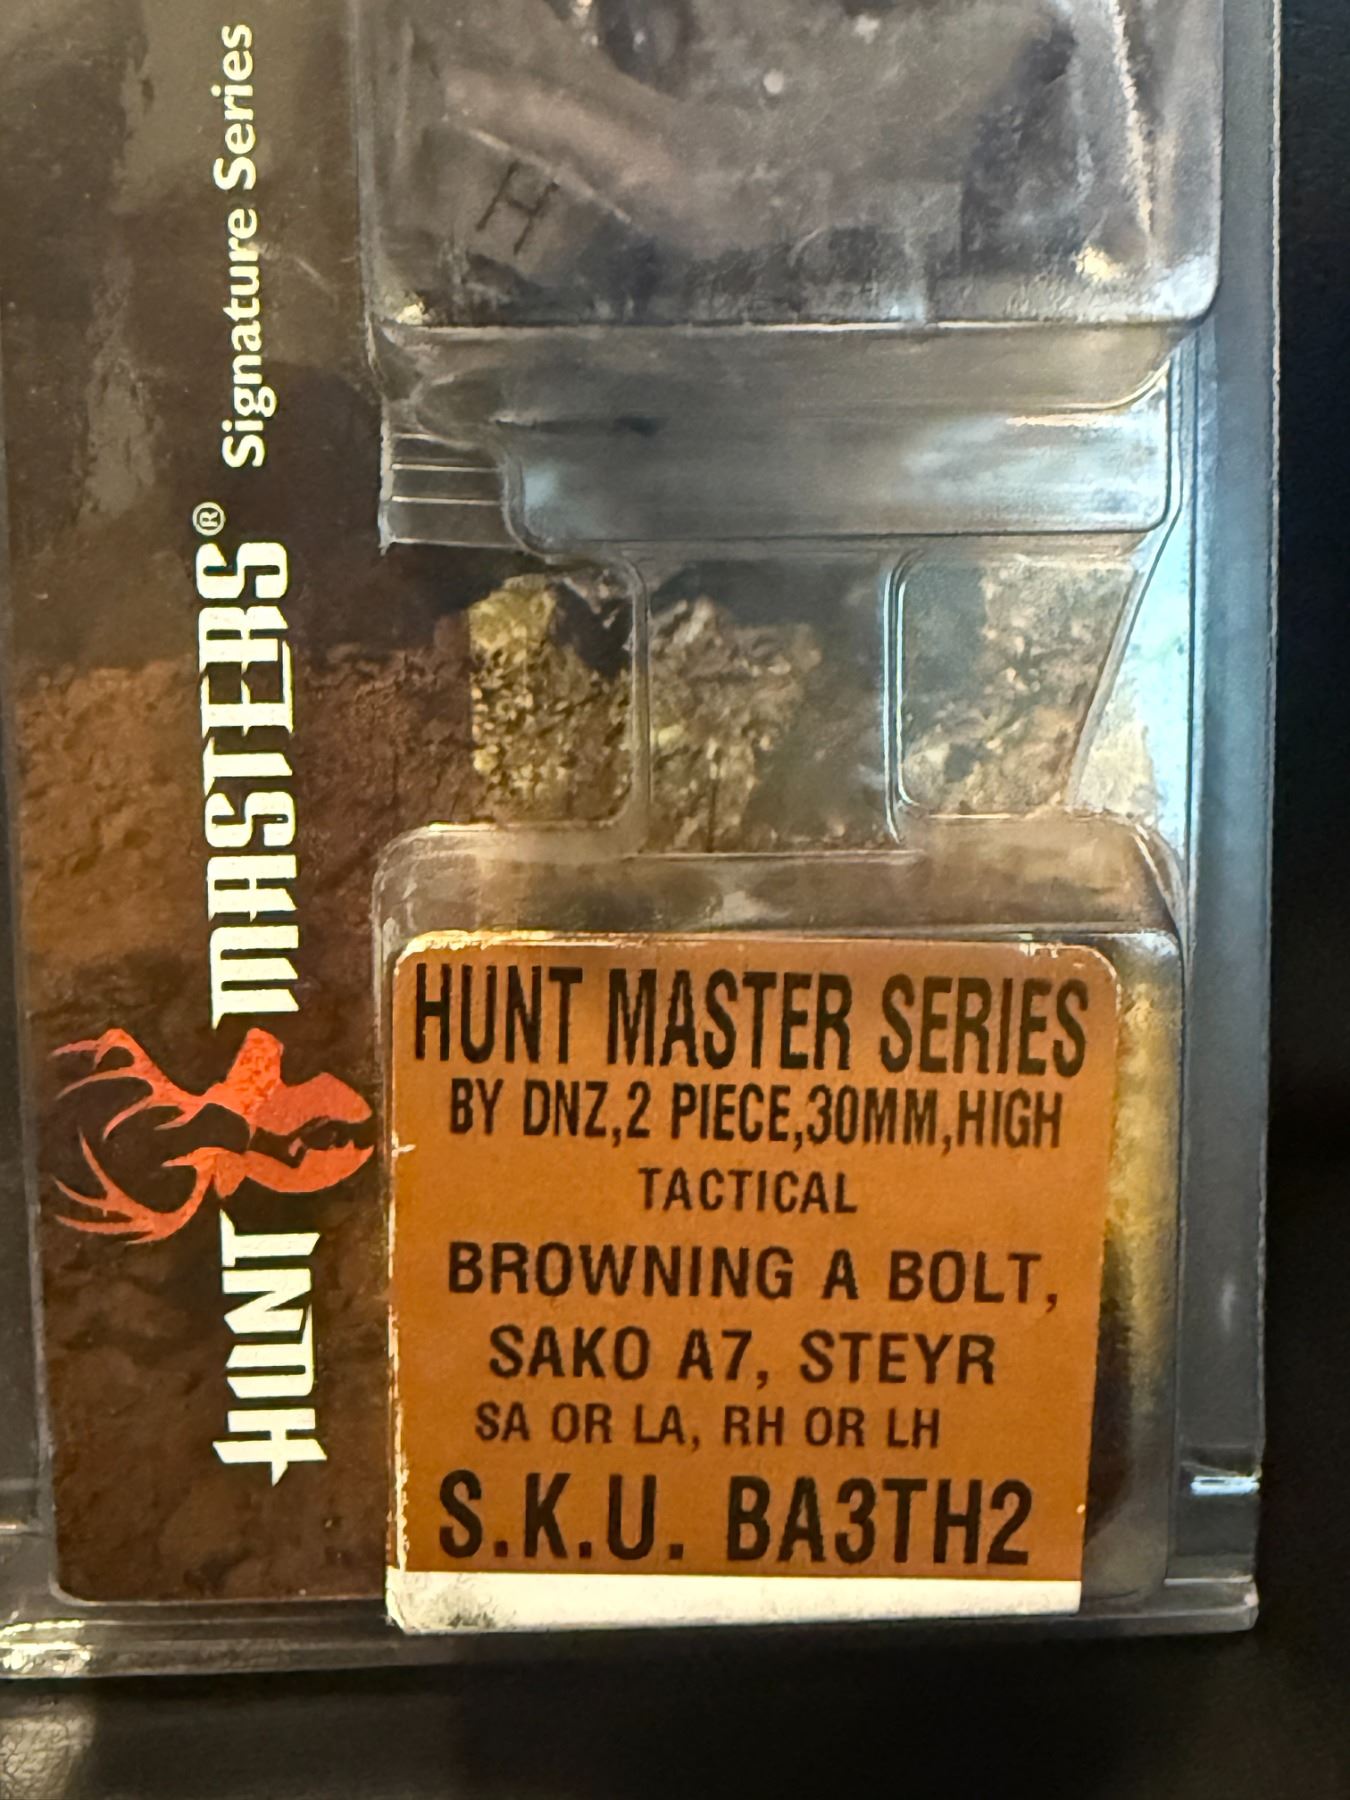 HUNT MASTERS® Signature Series
H
HUNT MASTER SERIES
BY DNZ,2 PIECE,30MM,HIGH
TACTICAL
BROWNING A BOLT,
SAKO A7, STEYR
SA OR LA, RH OR LH
S.K.U. BA3TH2